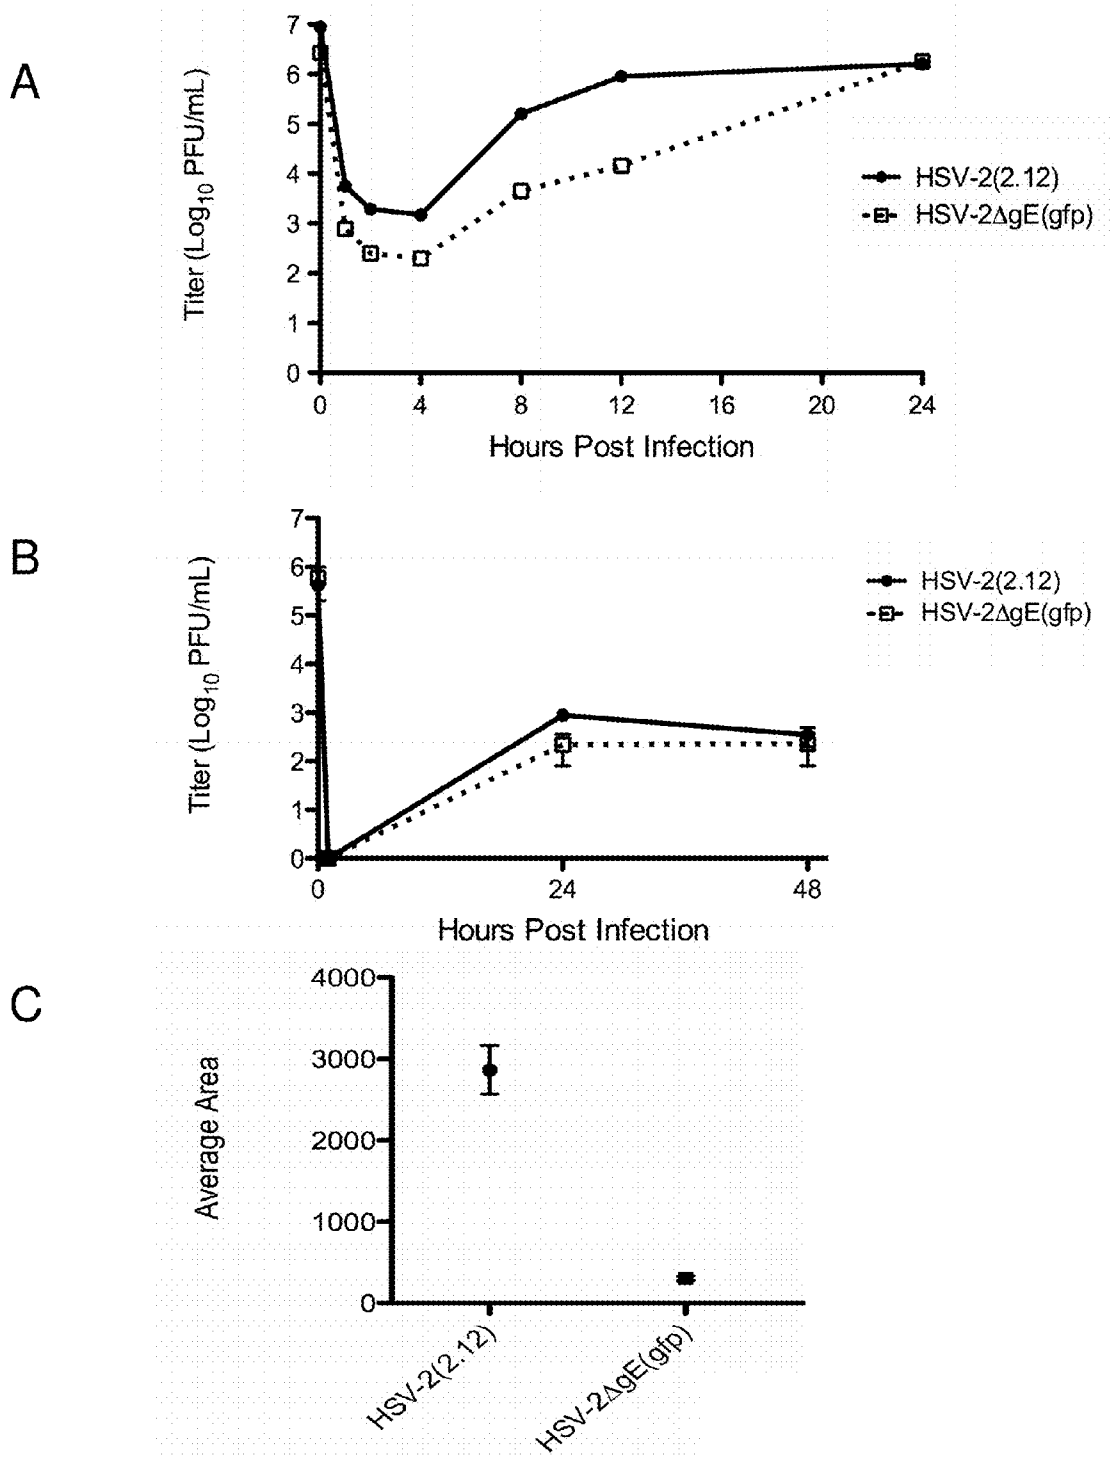 A
7
6
5
4
3
2
1
0
Titer (Log10 PFU/mL)
0 4 8 12 16 20 24
Hours Post Infection
HSV-2(2.12)
HSV-2ΔgE(gfp)
B
7
6
5
4
3
2
1
0
Titer (Log10 PFU/mL)
0 24 48
Hours Post Infection
HSV-2(2.12)
HSV-2ΔgE(gfp)
C
4000
3000
2000
1000
0
Average Area
HSV-2(2.12)
HSV-2ΔgE(gfp)